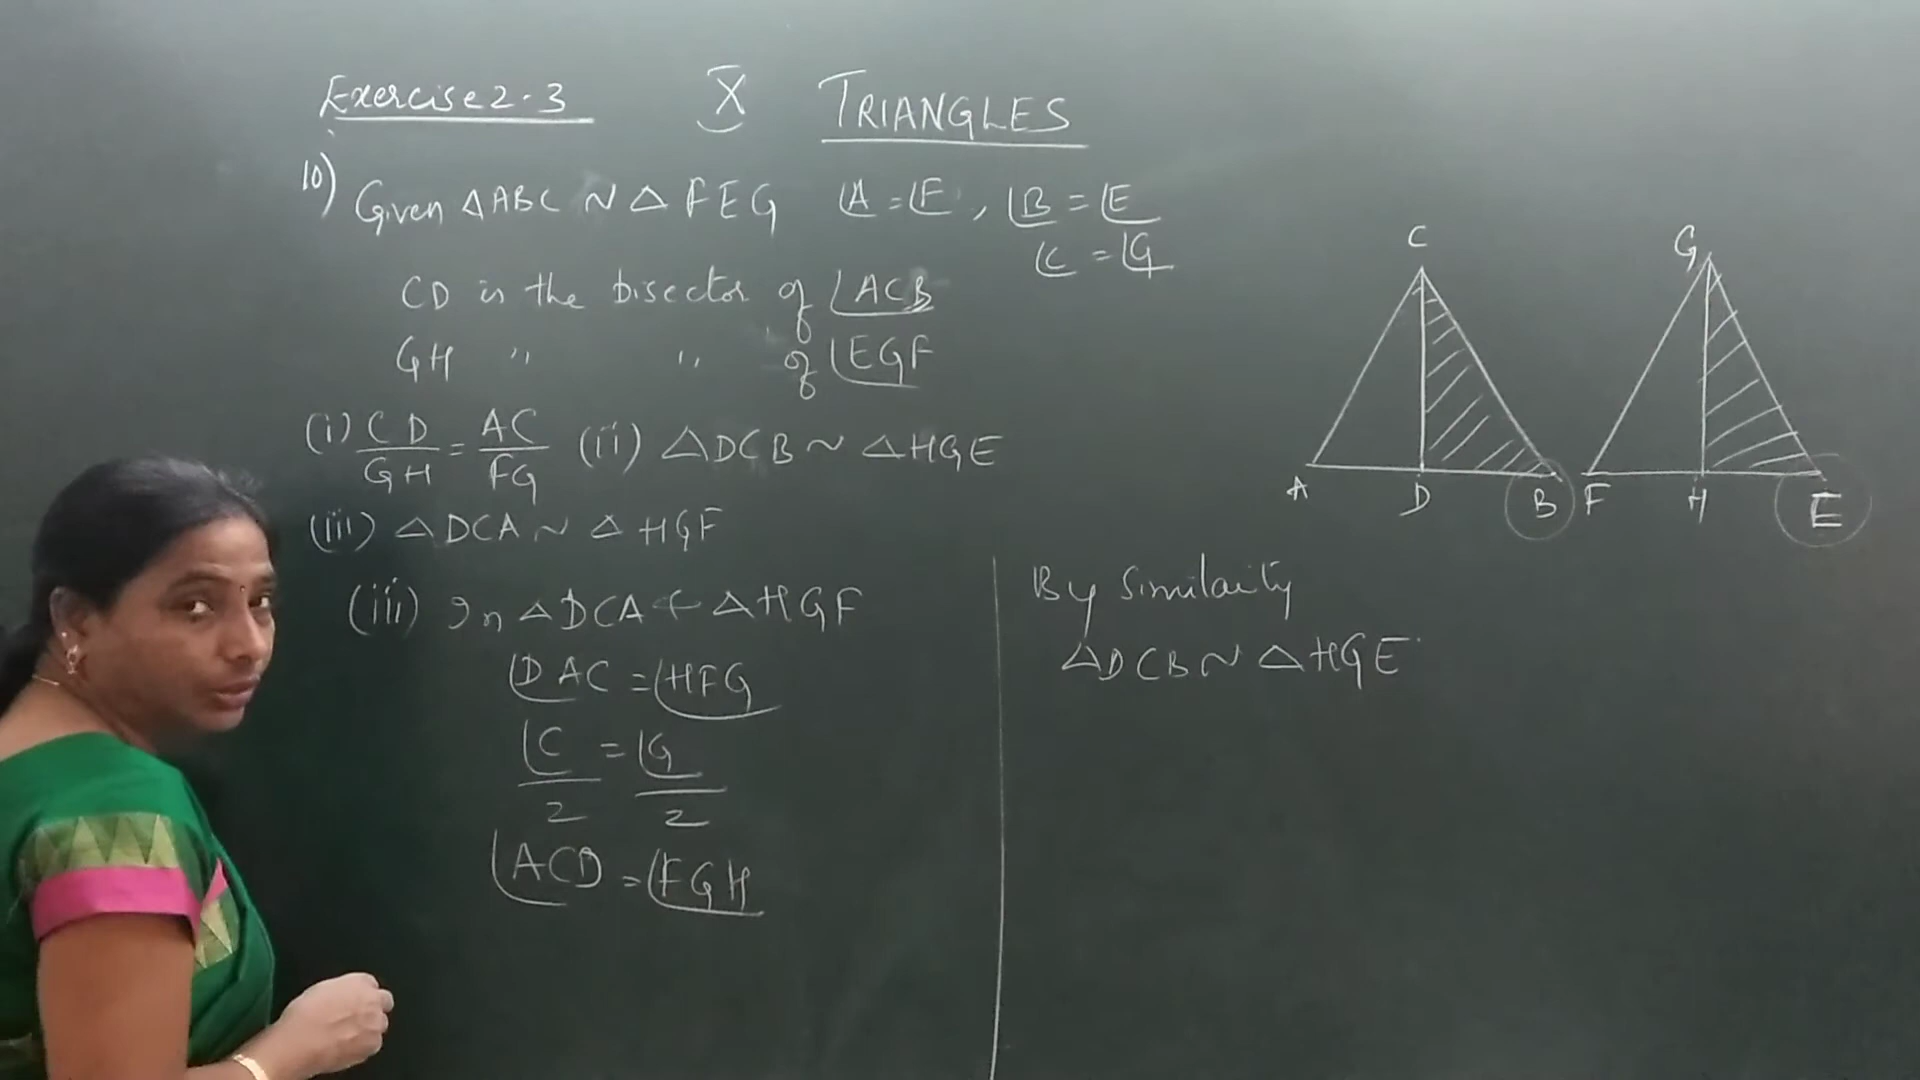 Exercise 2.3 X TRIANGLES
10) Given △ABC ~ △FEG ∠A = ∠F, ∠B = ∠E
∠C = ∠G
CD is the bisector of ∠ACB
GH " " of ∠EGF
(i) CD/GH = AC/FG (ii) △DCB ~ △HGE
(iii) △DCA ~ △HGF
(iii) In △DCA & △HGF
∠DAC = ∠HFG
∠C/2 = ∠G/2
∠ACD = ∠FGH
By Similaity
△DCB ~ △HGE
C G
A D B F H E